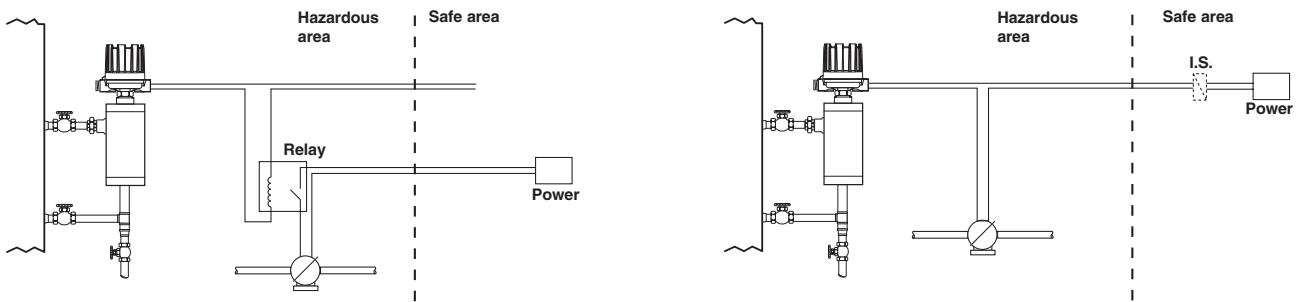 Hazardous
area
Safe area
Relay
Power
Hazardous
area
Safe area
I.S.
Power